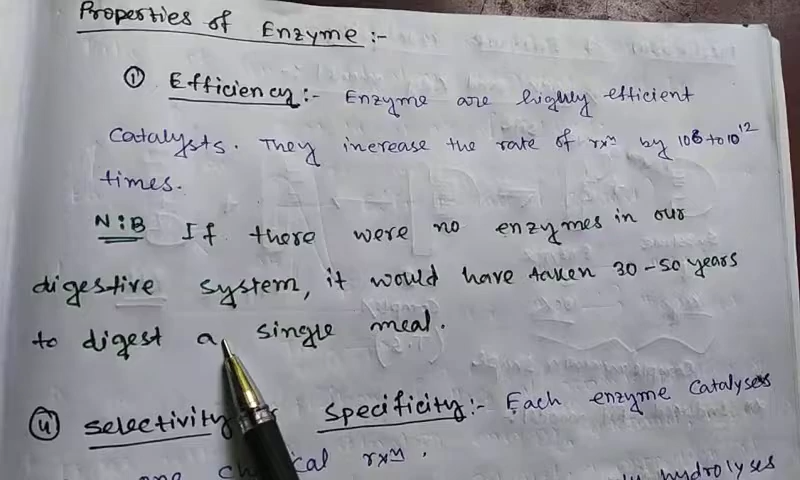 Properties of Enzyme :-
① Efficiency :- Enzyme are highly efficient
Catalysts. They increase the rate of rxⁿ by 10⁸ to 10¹²
times.
N:B If there were no enzymes in our
digestive system, it would have taken 30-50 years
to digest a single meal.
② Selectivity Specificity :- Each enzyme Catalyses
one rxⁿ.
hydrolyses